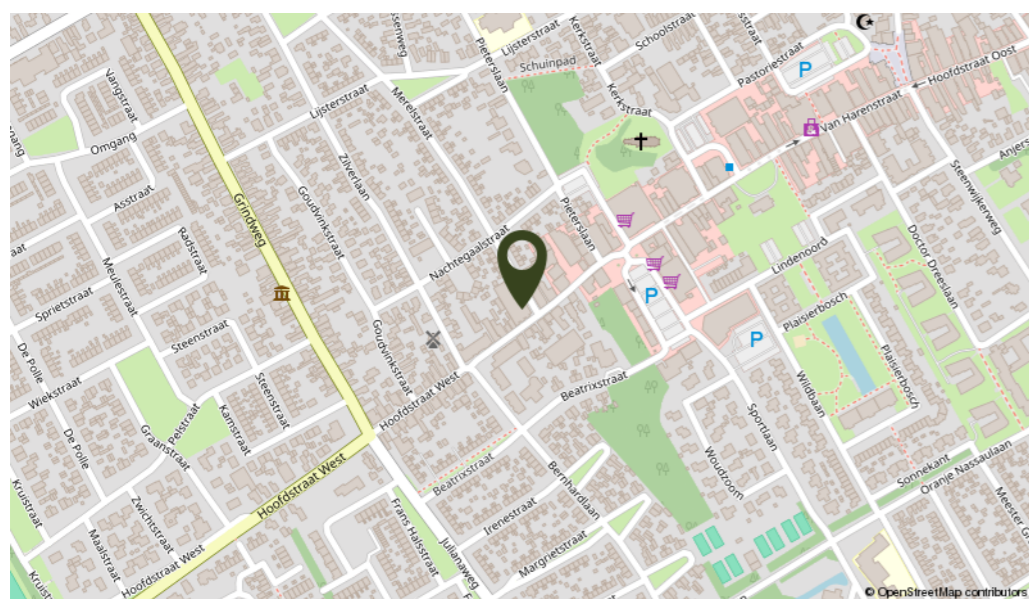 Pieterslaan
Lijsterstraat
Kerkstraat
Schoolstraat
Pastoriestraat
P
Hoofdstraat Oost
Schuinpad
Vangstraat
Omgang
Lijsterstraat
Merelstraat
Kerkstraat
Van Harenstraat
Asstraat
Zilverlaan
Steenwijkerweg
Grindweg
Goudvinkstraat
Radstraat
Nachtegaalstraat
Pieterslaan
Doctor Dreeslaan
Meulestraat
Lindenoord
Sprietstraat
P
Plaisierbosch
Steenstraat
Goudvinkstraat
P
De Polle
Wiekstraat
Steenstraat
Hoofdstraat West
Beatrixstraat
Wildbaan
Plaisierbosch
Pelstraat
Kamstraat
Sportlaan
De Polle
Graanstraat
Hoofdstraat West
Beatrixstraat
Bernhardlaan
Woudzoom
Sonnekant
Oranje Nassaulaan
Kruistraat
Zwichtstraat
Frans Halsstraat
Irenestraat
Maalstraat
Hoofdstraat West
Julianaweg
Margrietstraat
© OpenStreetMap contributors